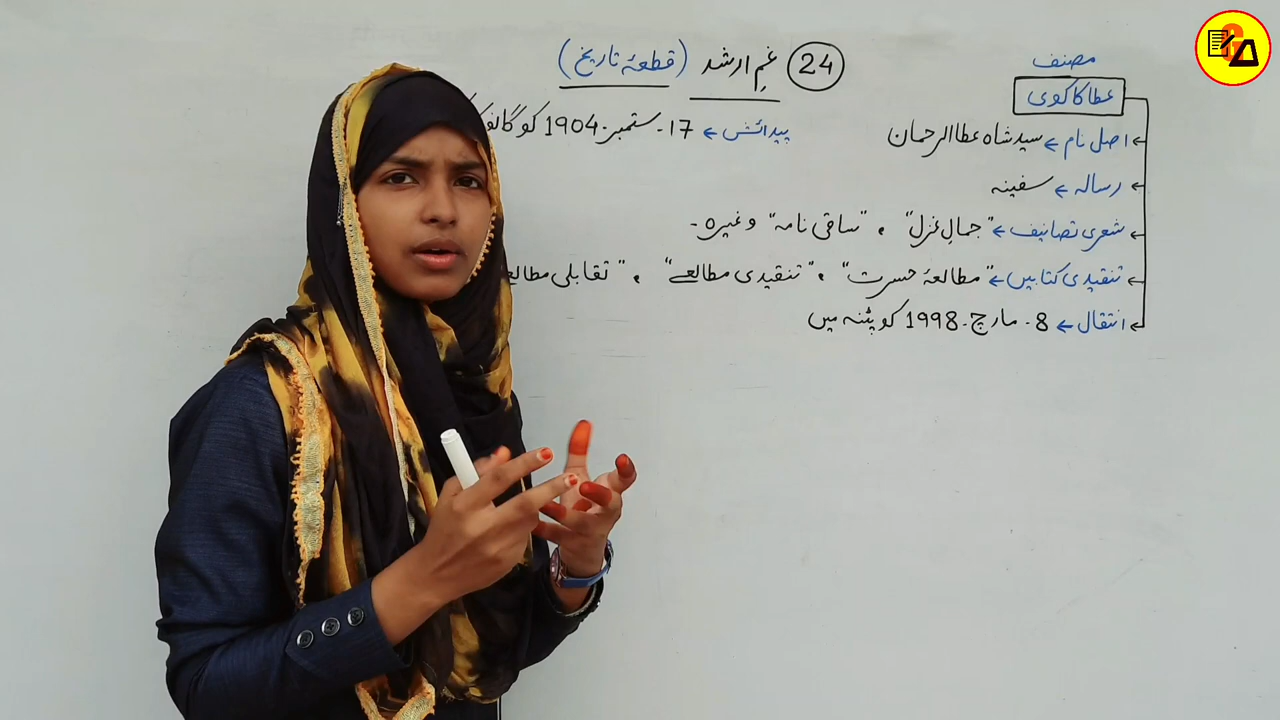 24 غمِ ارشد (قطعۂ تاریخ)
مصنف
عطا کاکوی
پیدائش ← 17۔ ستمبر۔ 1904 کو
اصل نام ← سید شاہ عطاالرحمان
رسالہ ← سفینہ
شعری تصانیف ← "جمالِ غزل" ، "ساقی نامہ" وغیرہ۔
تنقیدی کتابیں ← "مطالعۂ حسرت" ، "تنقیدی مطالعے" ، "تقابلی
انتقال ← 8۔ مارچ۔ 1998 کو پٹنہ میں